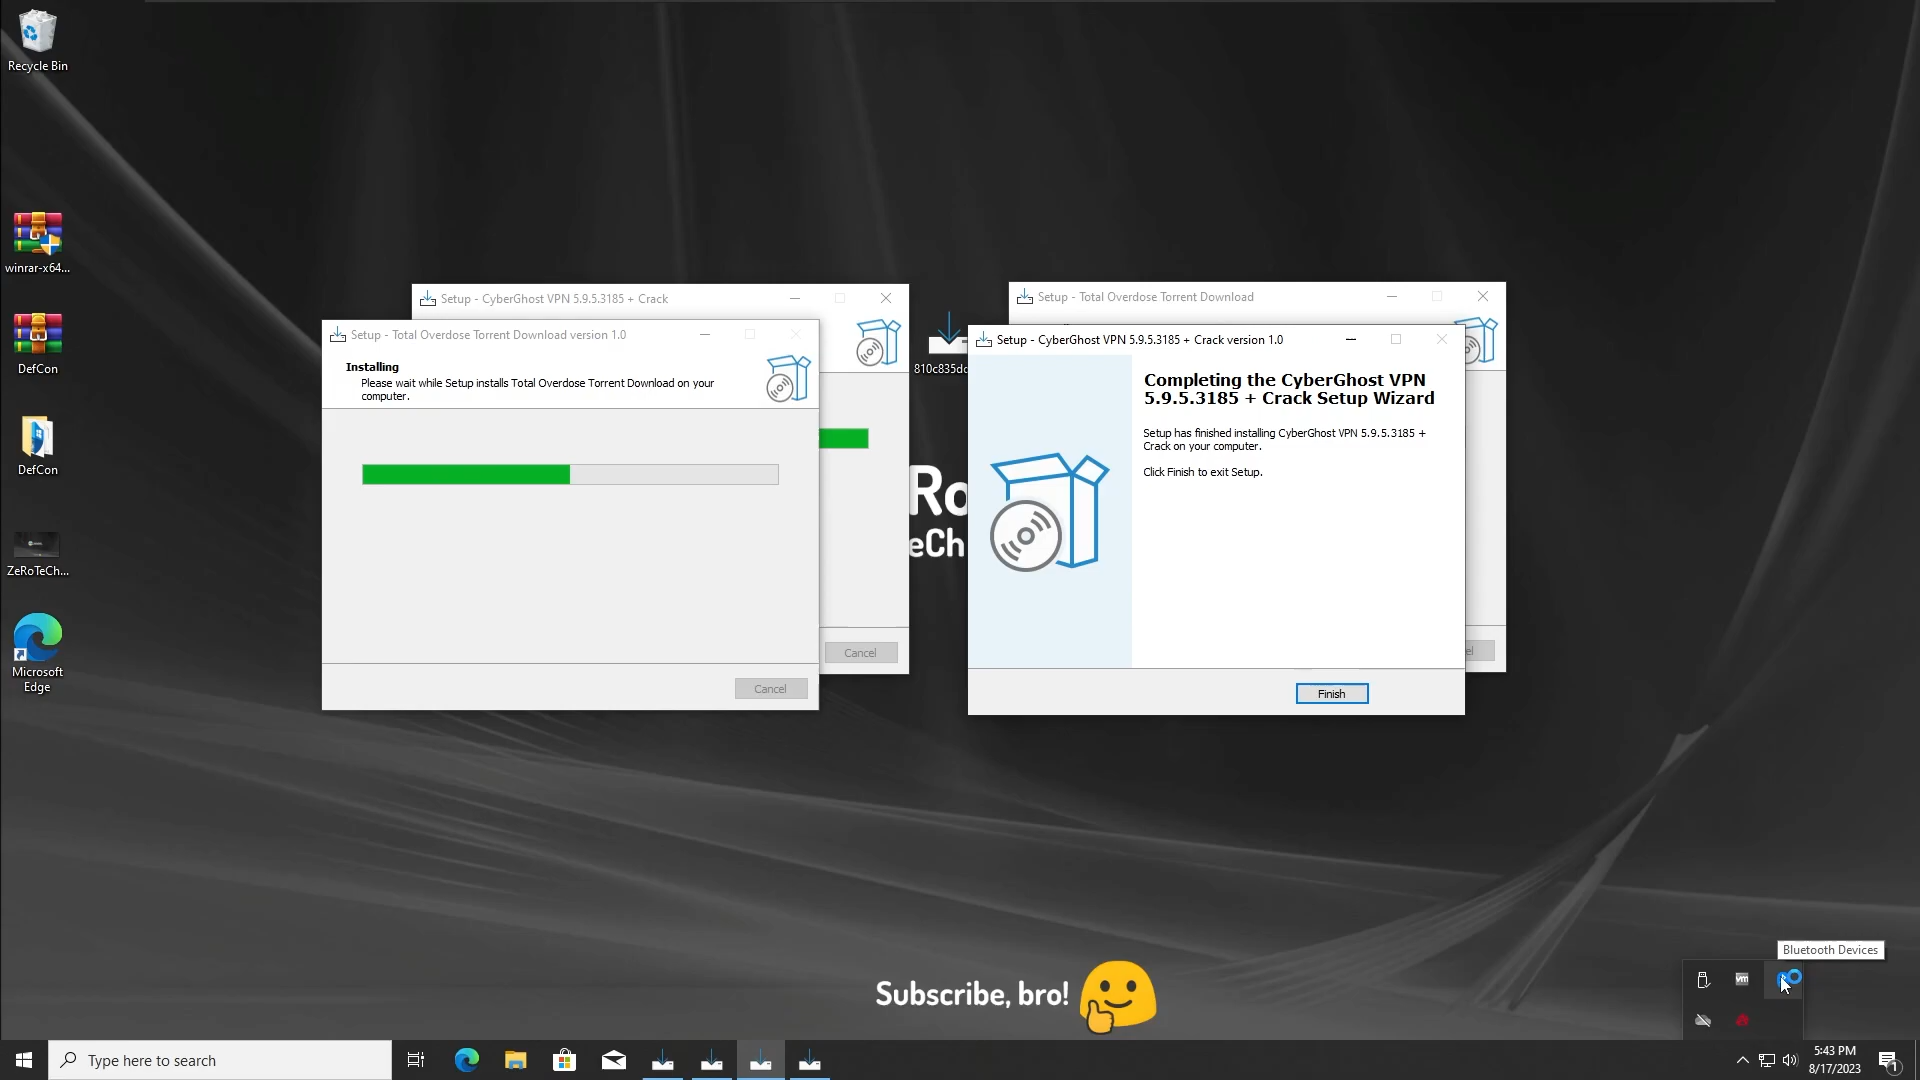 Recycle Bin
winrar-x64...
DefCon
DefCon
ZeRoTeCh...
Microsoft
Edge
Setup - CyberGhost VPN 5.9.5.3185 + Crack
Cancel
Setup - Total Overdose Torrent Download version 1.0
Installing
Please wait while Setup installs Total Overdose Torrent Download on your
computer.
Cancel
810c835dc
Ro
eCh
Setup - Total Overdose Torrent Download
el
Setup - CyberGhost VPN 5.9.5.3185 + Crack version 1.0
Completing the CyberGhost VPN
5.9.5.3185 + Crack Setup Wizard
Setup has finished installing CyberGhost VPN 5.9.5.3185 +
Crack on your computer.
Click Finish to exit Setup.
Finish
Subscribe, bro!
Bluetooth Devices
vm
Type here to search
5:43 PM
8/17/2023
1